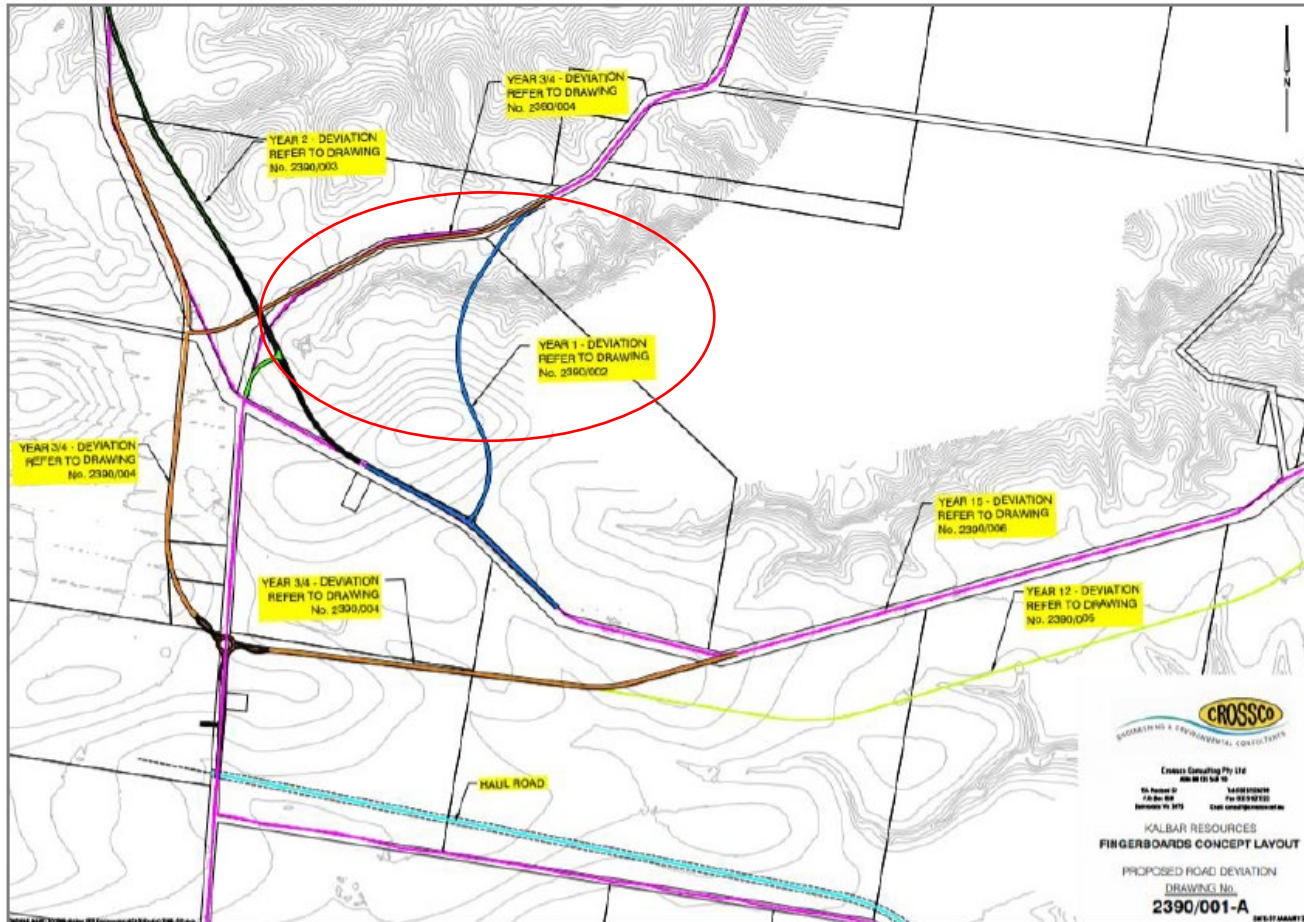 YEAR 3/4 - DEVIATION
REFER TO DRAWING
No. 2390/004
N
YEAR 2 - DEVIATION
REFER TO DRAWING
No. 2390/003
YEAR 1 - DEVIATION
REFER TO DRAWING
No. 2390/002
YEAR 3/4 - DEVIATION
REFER TO DRAWING
No. 2390/004
YEAR 15 - DEVIATION
REFER TO DRAWING
No. 2390/006
YEAR 3/4 - DEVIATION
REFER TO DRAWING
No. 2390/004
YEAR 12 - DEVIATION
REFER TO DRAWING
No. 2390/005
HAUL ROAD
CROSSCO
ENGINEERING & ENVIRONMENTAL CONSULTANTS
Crossco Consulting Pty Ltd
KALBAR RESOURCES
FINGERBOARDS CONCEPT LAYOUT
PROPOSED ROAD DEVIATION
DRAWING No.
2390/001-A